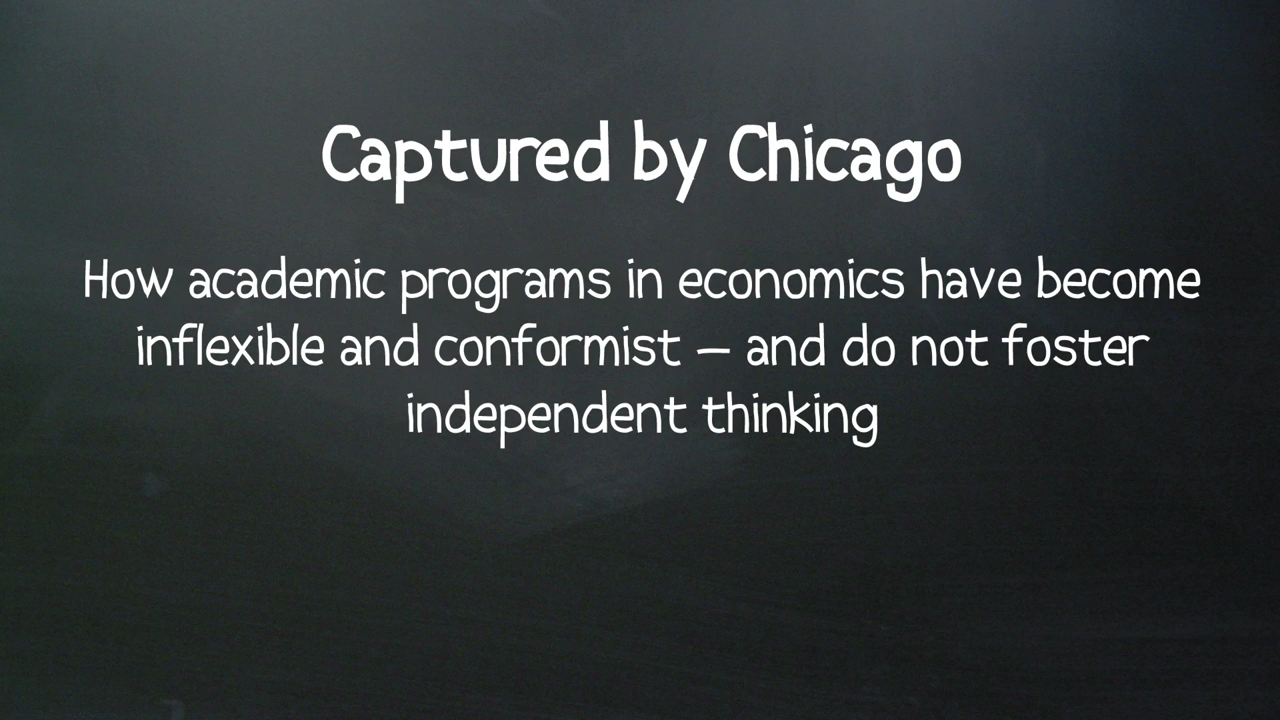 Captured by Chicago
How academic programs in economics have become
inflexible and conformist – and do not foster
independent thinking